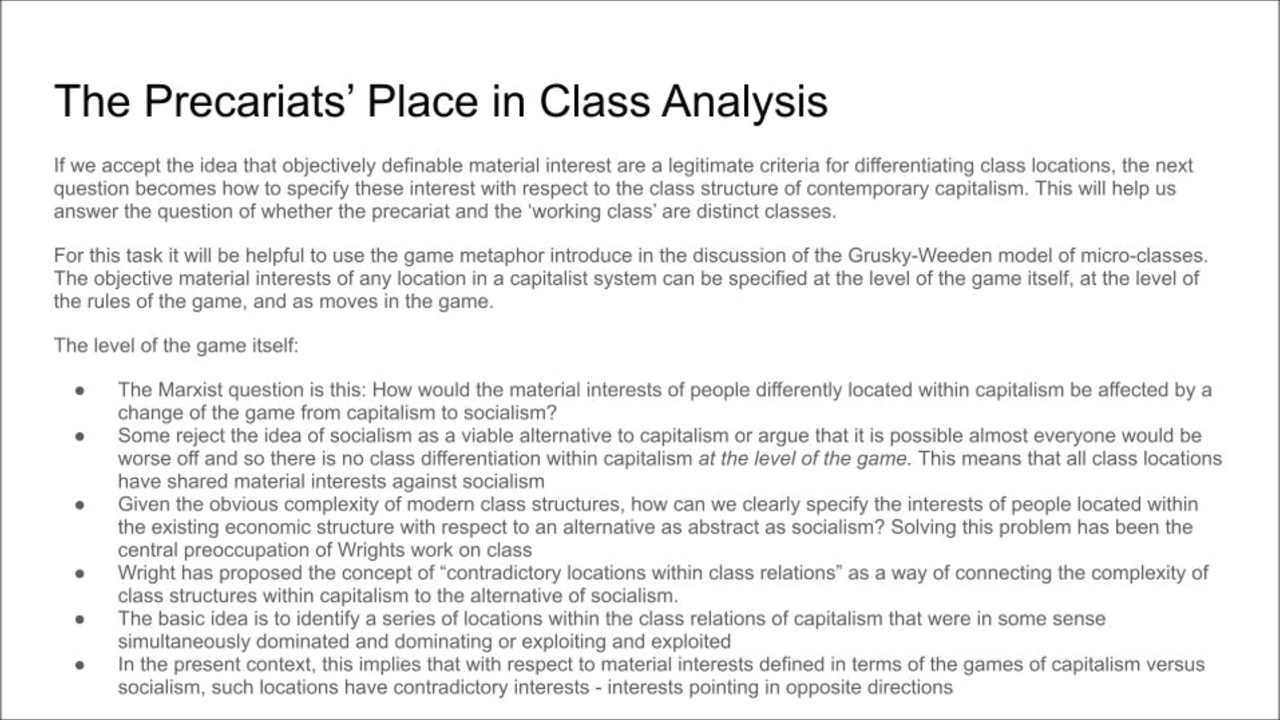 The Precariats’ Place in Class Analysis
If we accept the idea that objectively definable material interest are a legitimate criteria for differentiating class locations, the next
question becomes how to specify these interest with respect to the class structure of contemporary capitalism. This will help us
answer the question of whether the precariat and the ‘working class’ are distinct classes.
For this task it will be helpful to use the game metaphor introduce in the discussion of the Grusky-Weeden model of micro-classes.
The objective material interests of any location in a capitalist system can be specified at the level of the game itself, at the level of
the rules of the game, and as moves in the game.
The level of the game itself:
● The Marxist question is this: How would the material interests of people differently located within capitalism be affected by a
change of the game from capitalism to socialism?
● Some reject the idea of socialism as a viable alternative to capitalism or argue that it is possible almost everyone would be
worse off and so there is no class differentiation within capitalism at the level of the game. This means that all class locations
have shared material interests against socialism
● Given the obvious complexity of modern class structures, how can we clearly specify the interests of people located within
the existing economic structure with respect to an alternative as abstract as socialism? Solving this problem has been the
central preoccupation of Wrights work on class
● Wright has proposed the concept of “contradictory locations within class relations” as a way of connecting the complexity of
class structures within capitalism to the alternative of socialism.
● The basic idea is to identify a series of locations within the class relations of capitalism that were in some sense
simultaneously dominated and dominating or exploiting and exploited
● In the present context, this implies that with respect to material interests defined in terms of the games of capitalism versus
socialism, such locations have contradictory interests - interests pointing in opposite directions